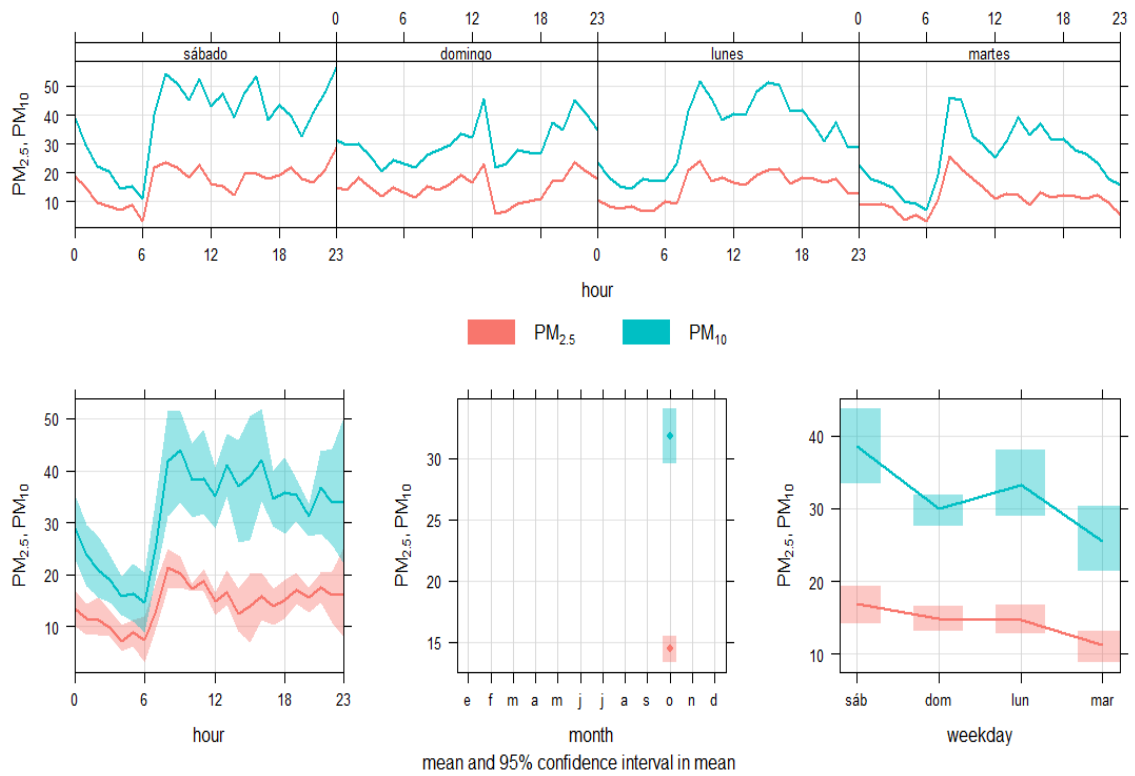 0 6 12 18 23
0 6 12 18 23
sábado domingo lunes martes
50
40
30
20
10
PM2.5, PM10
0 6 12 18 23
0 6 12 18 23
hour
PM2.5 PM10
50
40
30
20
10
PM2.5, PM10
0 6 12 18 23
hour
30
25
20
15
PM2.5, PM10
e f m a m j j a s o n d
month
40
30
20
10
PM2.5, PM10
sáb dom lun mar
weekday
mean and 95% confidence interval in mean